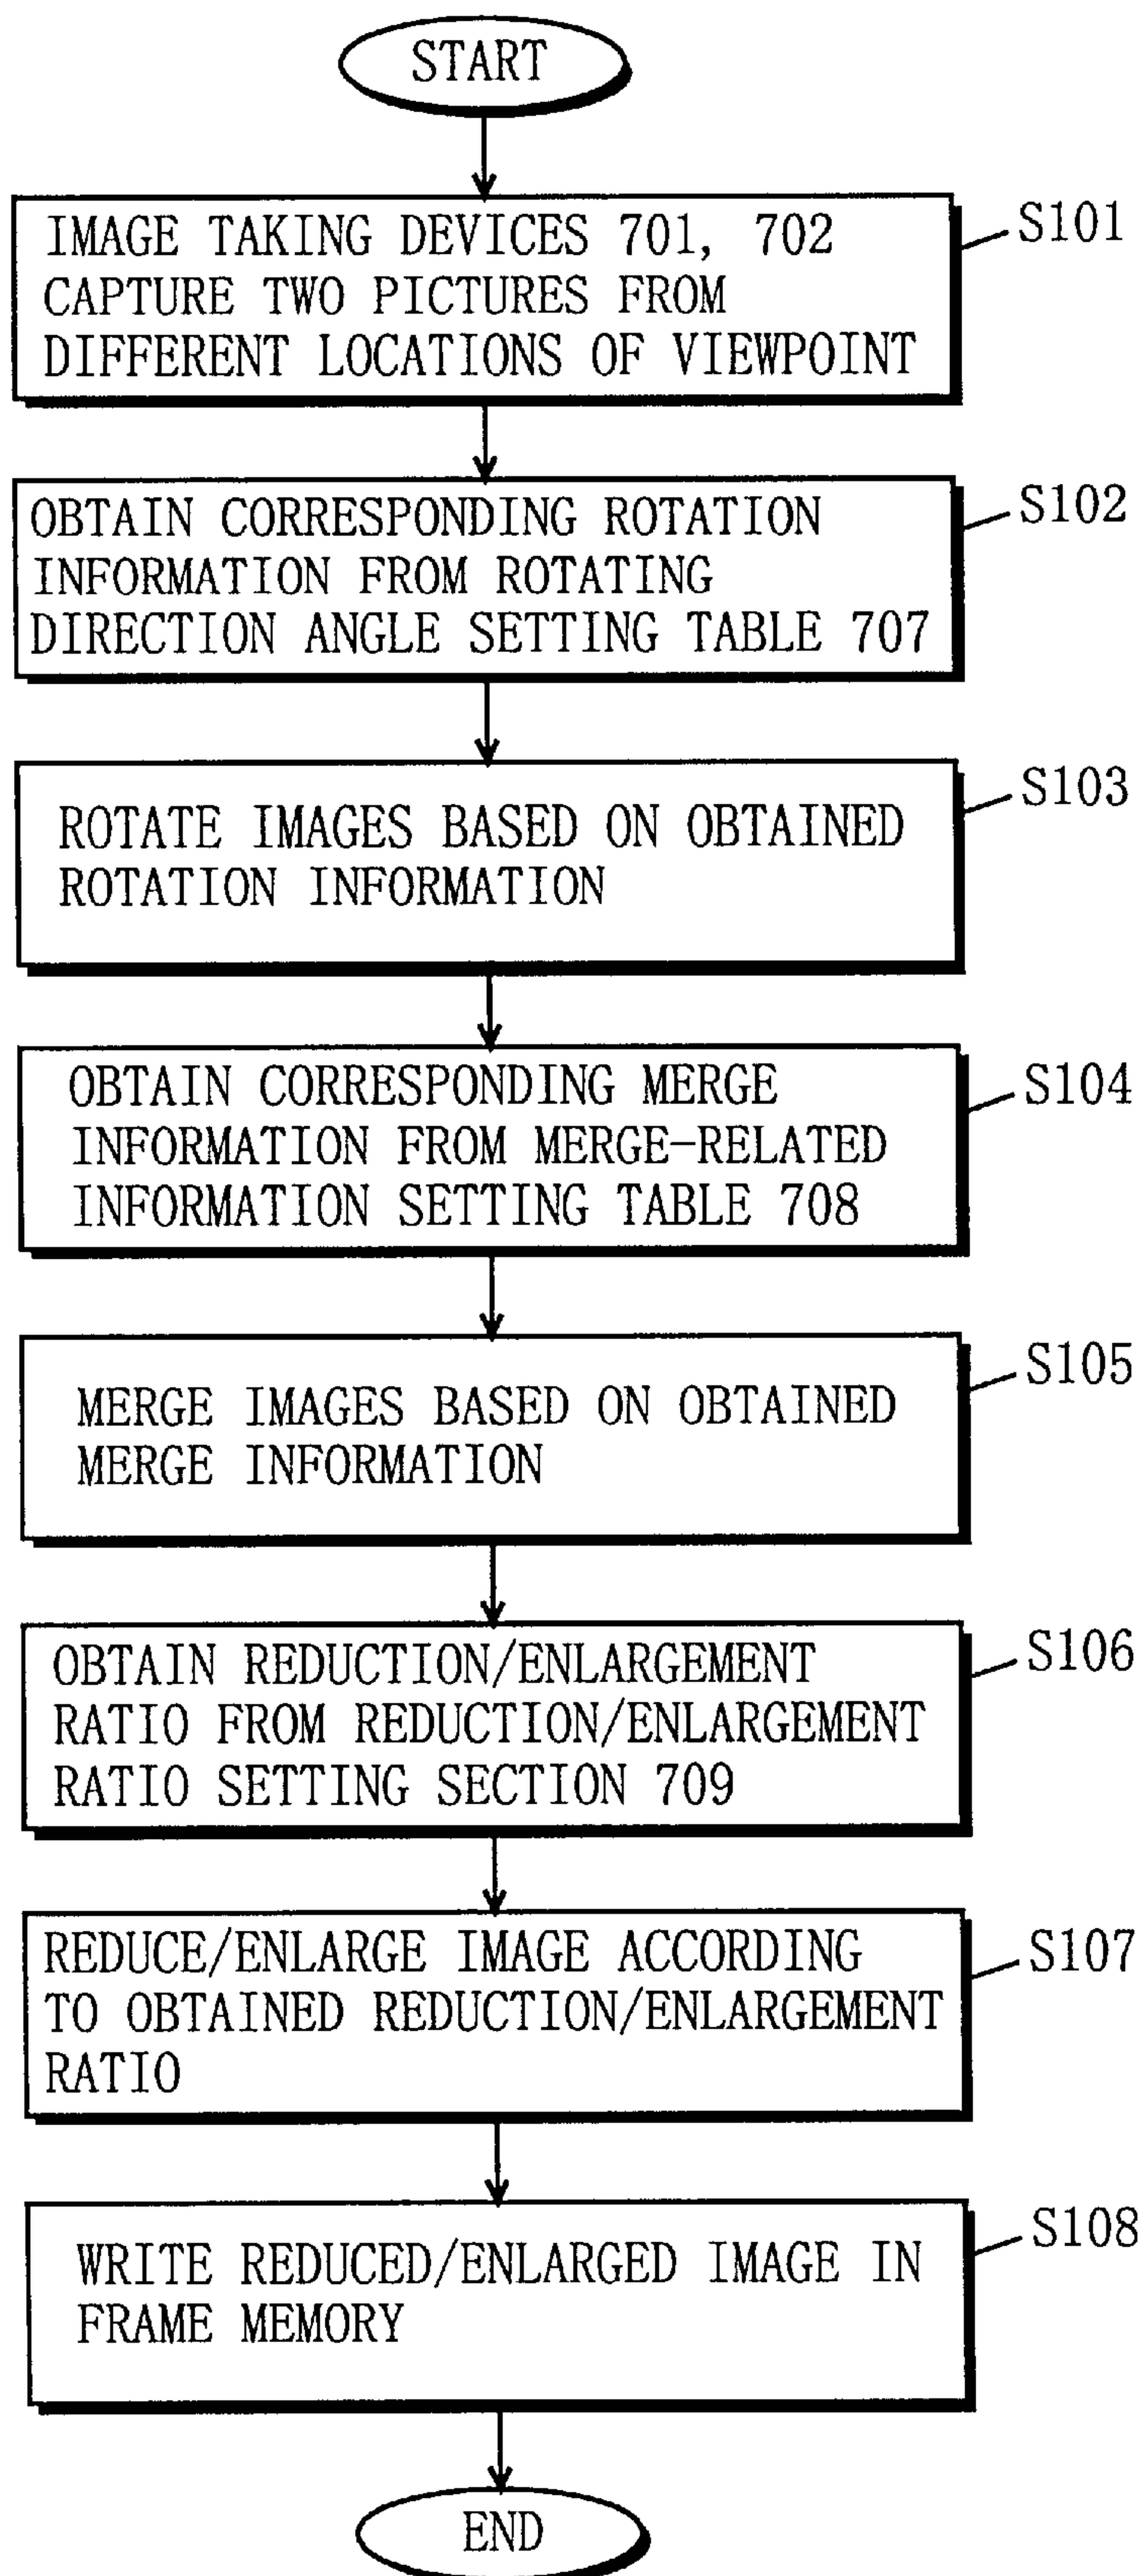 START
IMAGE TAKING DEVICES 701, 702
CAPTURE TWO PICTURES FROM
DIFFERENT LOCATIONS OF VIEWPOINT
S101
OBTAIN CORRESPONDING ROTATION
INFORMATION FROM ROTATING
DIRECTION ANGLE SETTING TABLE 707
S102
ROTATE IMAGES BASED ON OBTAINED
ROTATION INFORMATION
S103
OBTAIN CORRESPONDING MERGE
INFORMATION FROM MERGE-RELATED
INFORMATION SETTING TABLE 708
S104
MERGE IMAGES BASED ON OBTAINED
MERGE INFORMATION
S105
OBTAIN REDUCTION/ENLARGEMENT
RATIO FROM REDUCTION/ENLARGEMENT
RATIO SETTING SECTION 709
S106
REDUCE/ENLARGE IMAGE ACCORDING
TO OBTAINED REDUCTION/ENLARGEMENT
RATIO
S107
WRITE REDUCED/ENLARGED IMAGE IN
FRAME MEMORY
S108
END